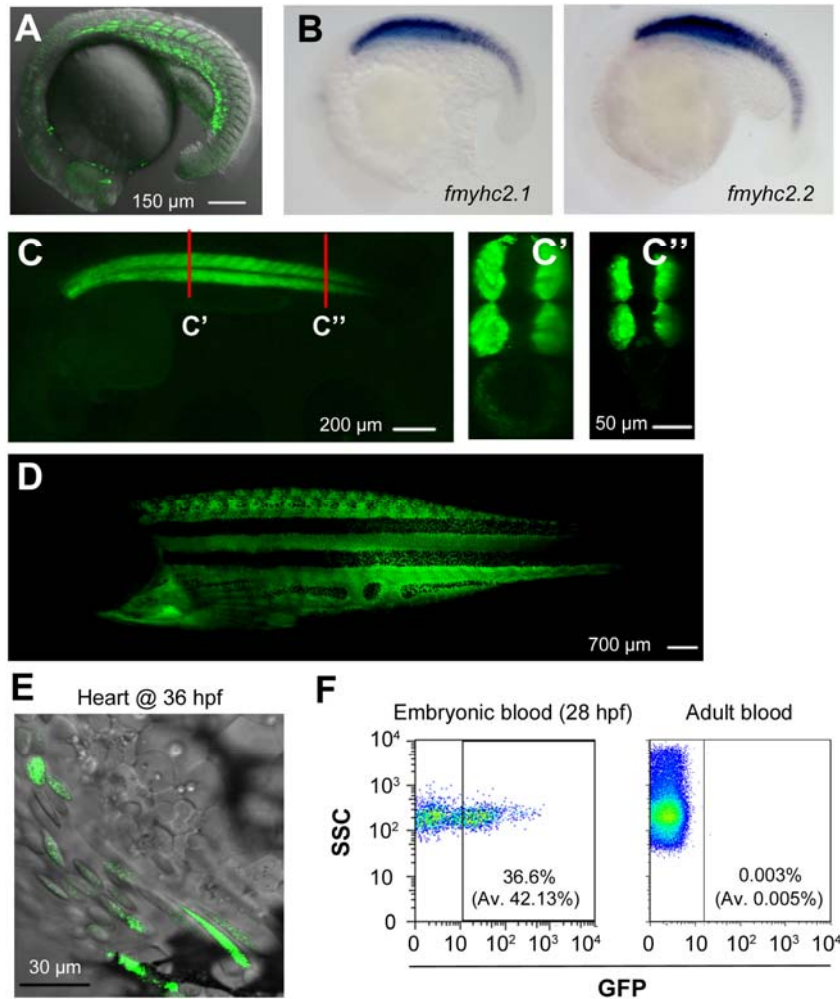 A
150 µm
B
fmyhc2.1
fmyhc2.2
C
C'
C''
200 µm
C'
C''
50 µm
D
700 µm
E
Heart @ 36 hpf
30 µm
F
Embryonic blood (28 hpf)
Adult blood
SSC
10⁴
10³
10²
10
0
36.6%
(Av. 42.13%)
0.003%
(Av. 0.005%)
0 10 10² 10³ 10⁴
0 10 10² 10³ 10⁴
GFP